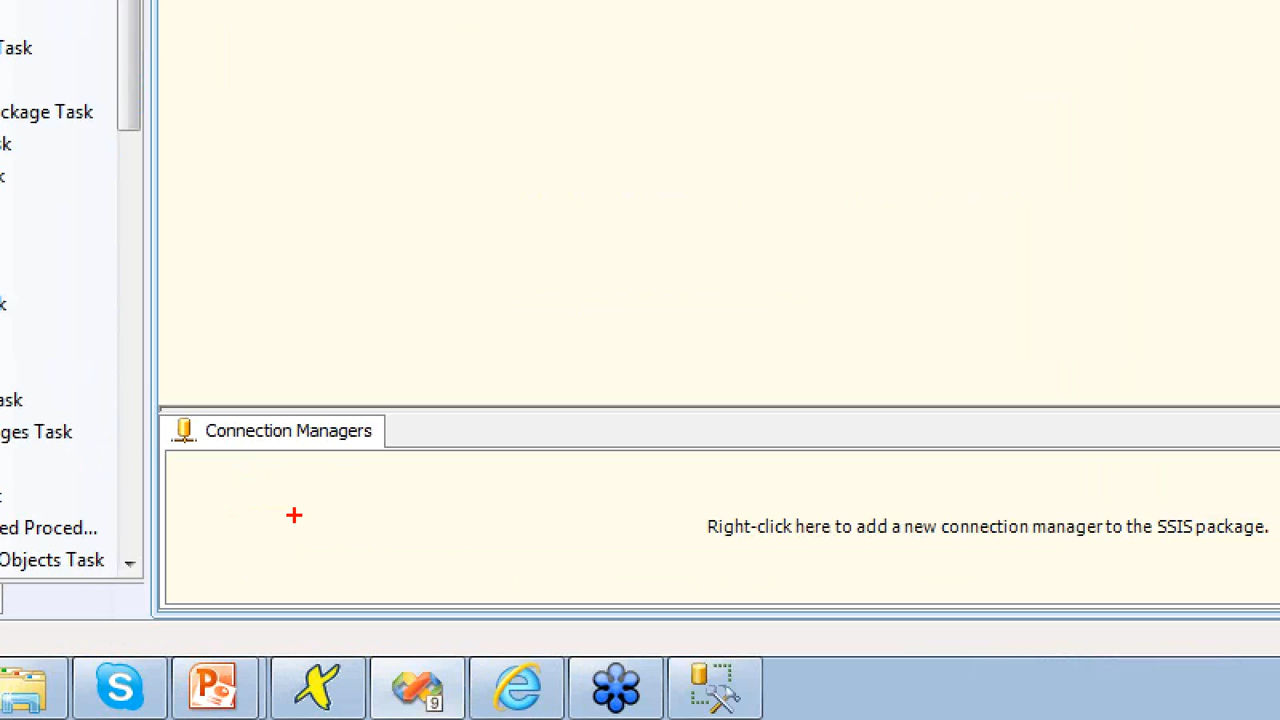 Task
ckage Task
sk
k
k
ask
ges Task
t
ed Proced...
Objects Task
Connection Managers
Right-click here to add a new connection manager to the SSIS package.
S
P
9